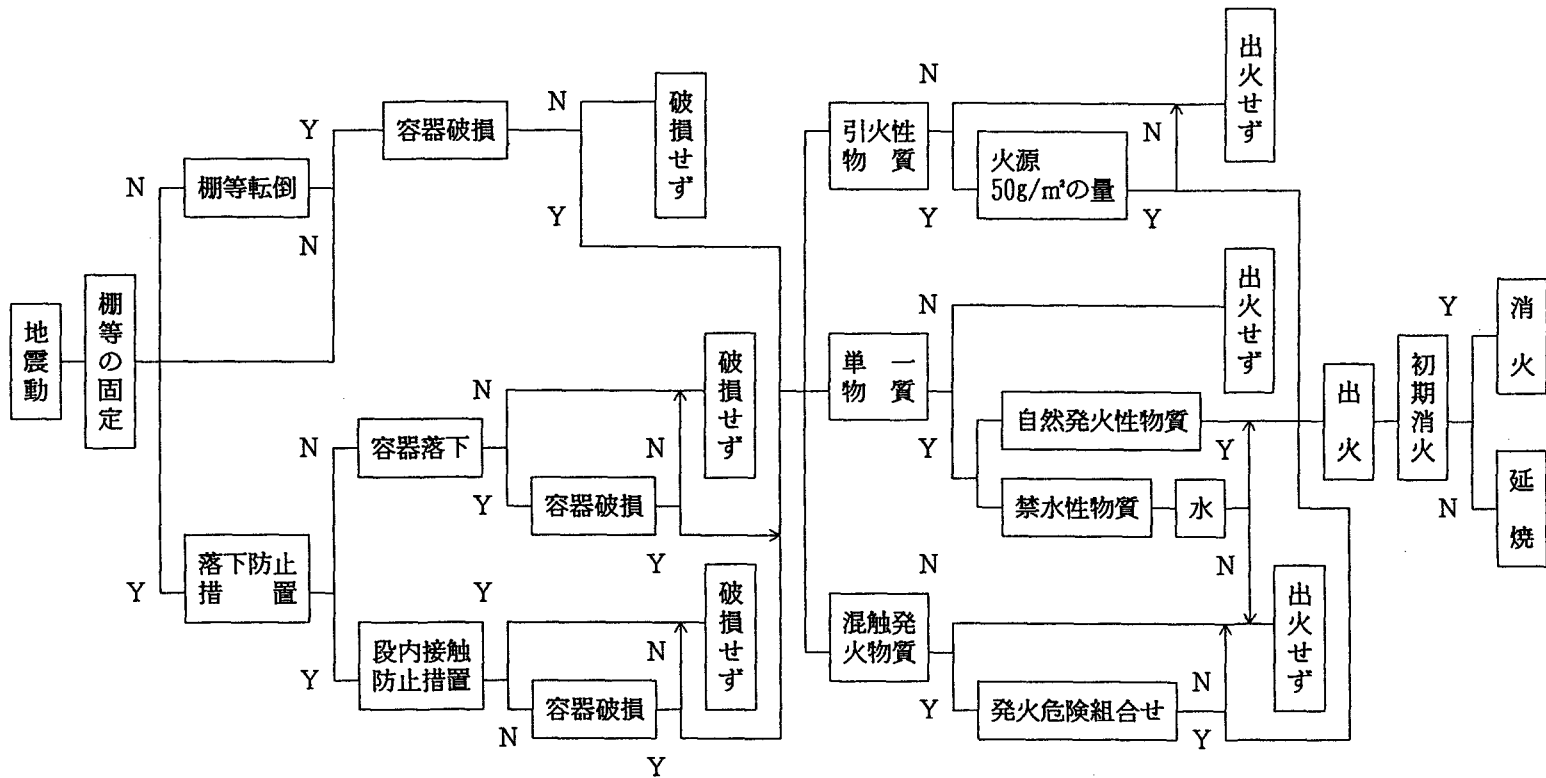 地震動
棚等の固定
N
Y
棚等転倒
Y
N
容器破損
N
Y
破損せず
落下防止
措置
N
Y
容器落下
N
Y
容器破損
N
Y
破損せず
段内接触
防止措置
Y
N
容器破損
N
Y
破損せず
引火性
物質
N
Y
火源
50g/m²の量
N
Y
出火せず
単一
物質
N
Y
出火せず
自然発火性物質
Y
禁水性物質
水
N
混触発
火物質
N
Y
発火危険組合せ
N
Y
出火せず
出火
初期消火
Y
N
消火
延焼